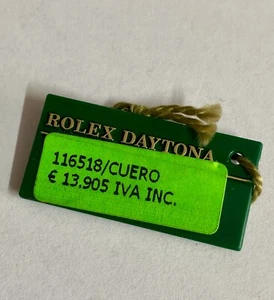 ROLEX DAYTONA
116518/CUERO
€ 13.905 IVA INC.